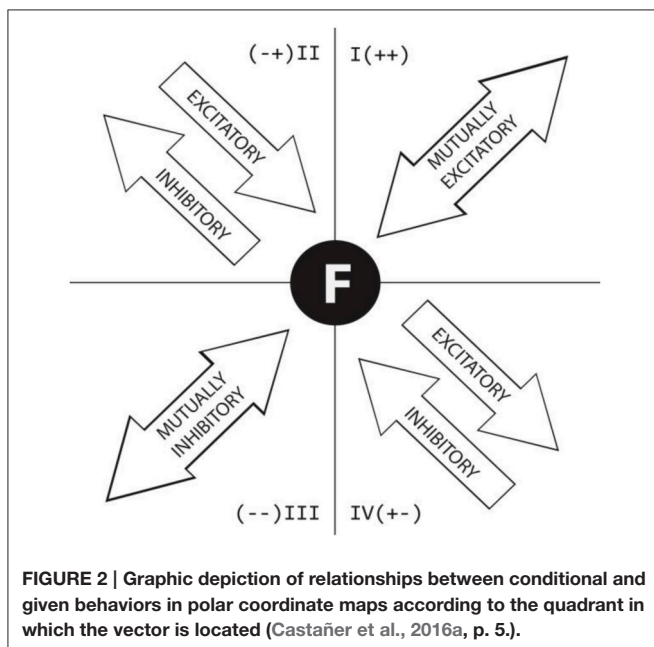 (-+)II I(++)
EXCITATORY
INHIBITORY
MUTUALLY
EXCITATORY
F
MUTUALLY
INHIBITORY
EXCITATORY
INHIBITORY
(--)III IV(+-)
FIGURE 2 | Graphic depiction of relationships between conditional and
given behaviors in polar coordinate maps according to the quadrant in
which the vector is located (Castañer et al., 2016a, p. 5.).